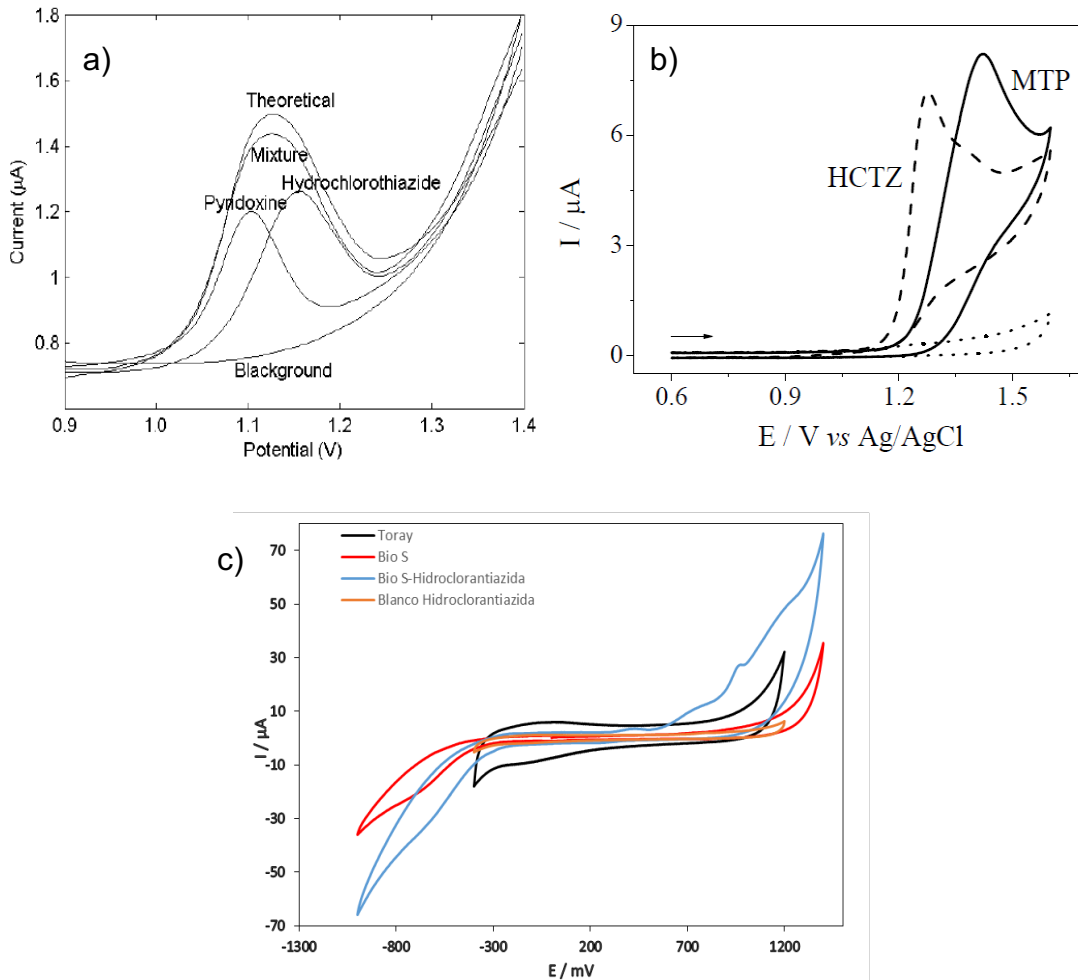 a)
1.8
1.6
1.4
1.2
1
0.8
Current (µA)
Theoretical
Mixture
Hydrochlorothiazide
Pyridoxine
Blackground
0.9
1.0
1.1
1.2
1.3
1.4
Potential (V)
b)
9
6
3
0
I / µA
MTP
HCTZ
0.6
0.9
1.2
1.5
E / V vs Ag/AgCl
c)
Toray
Bio S
Bio S-Hidroclorantiazida
Blanco Hidroclorantiazida
70
50
30
10
-10
-30
-50
-70
I / µA
-1300
-800
-300
200
700
1200
E / mV